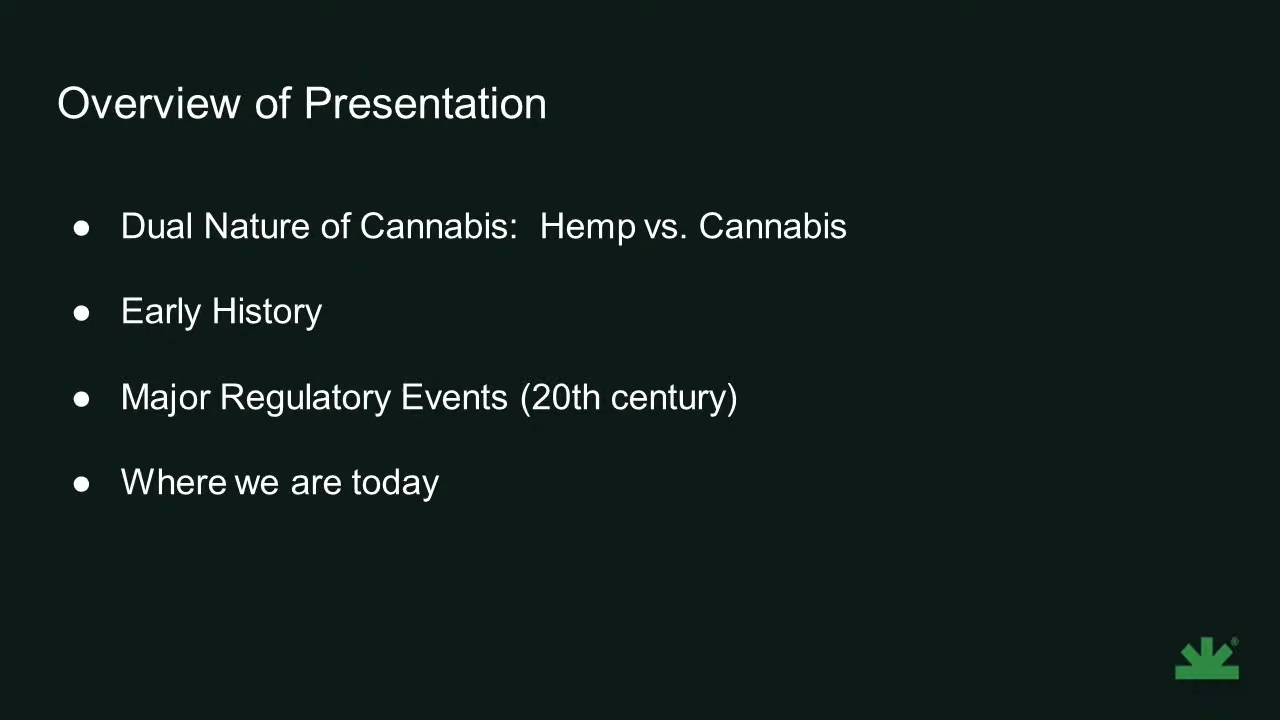 Overview of Presentation
● Dual Nature of Cannabis:  Hemp vs. Cannabis
● Early History
● Major Regulatory Events (20th century)
● Where we are today
®